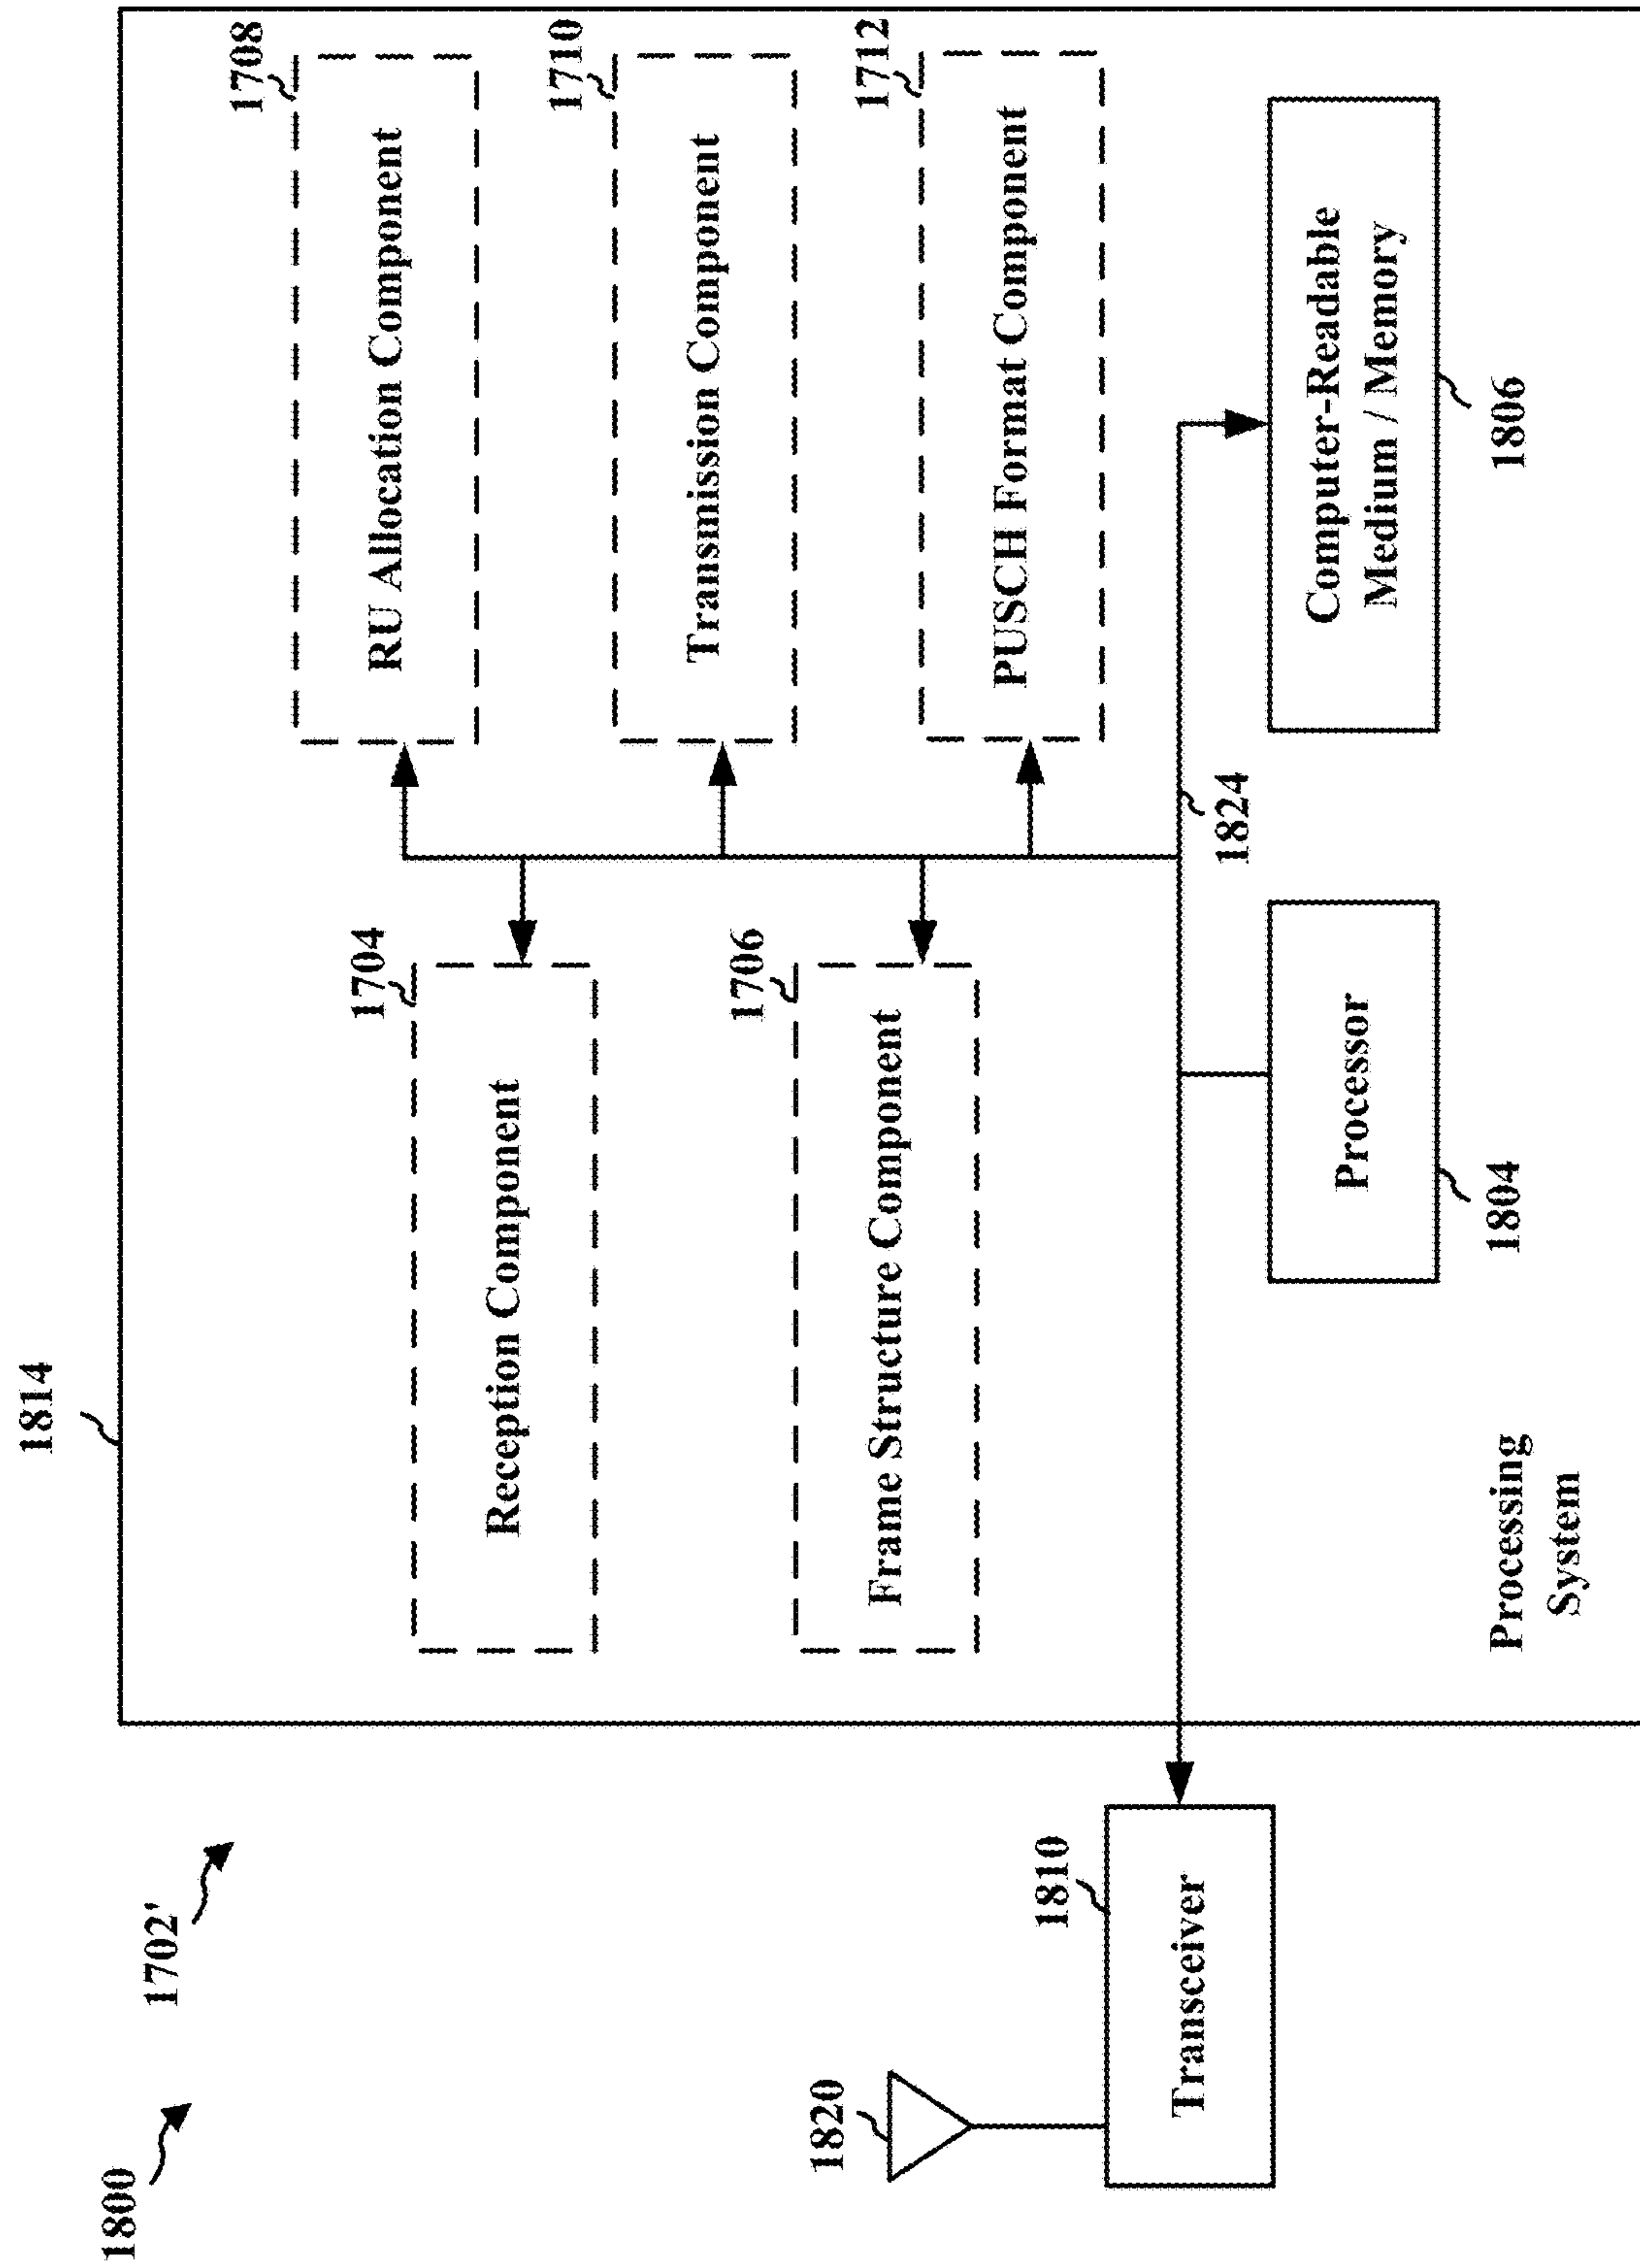 1800
1702'
1814
1704
Reception Component
1706
Frame Structure Component
1708
RU Allocation Component
1710
Transmission Component
1712
PUSCH Format Component
1820
1810
Transceiver
1824
Processor
1804
Computer-Readable
Medium / Memory
1806
Processing
System